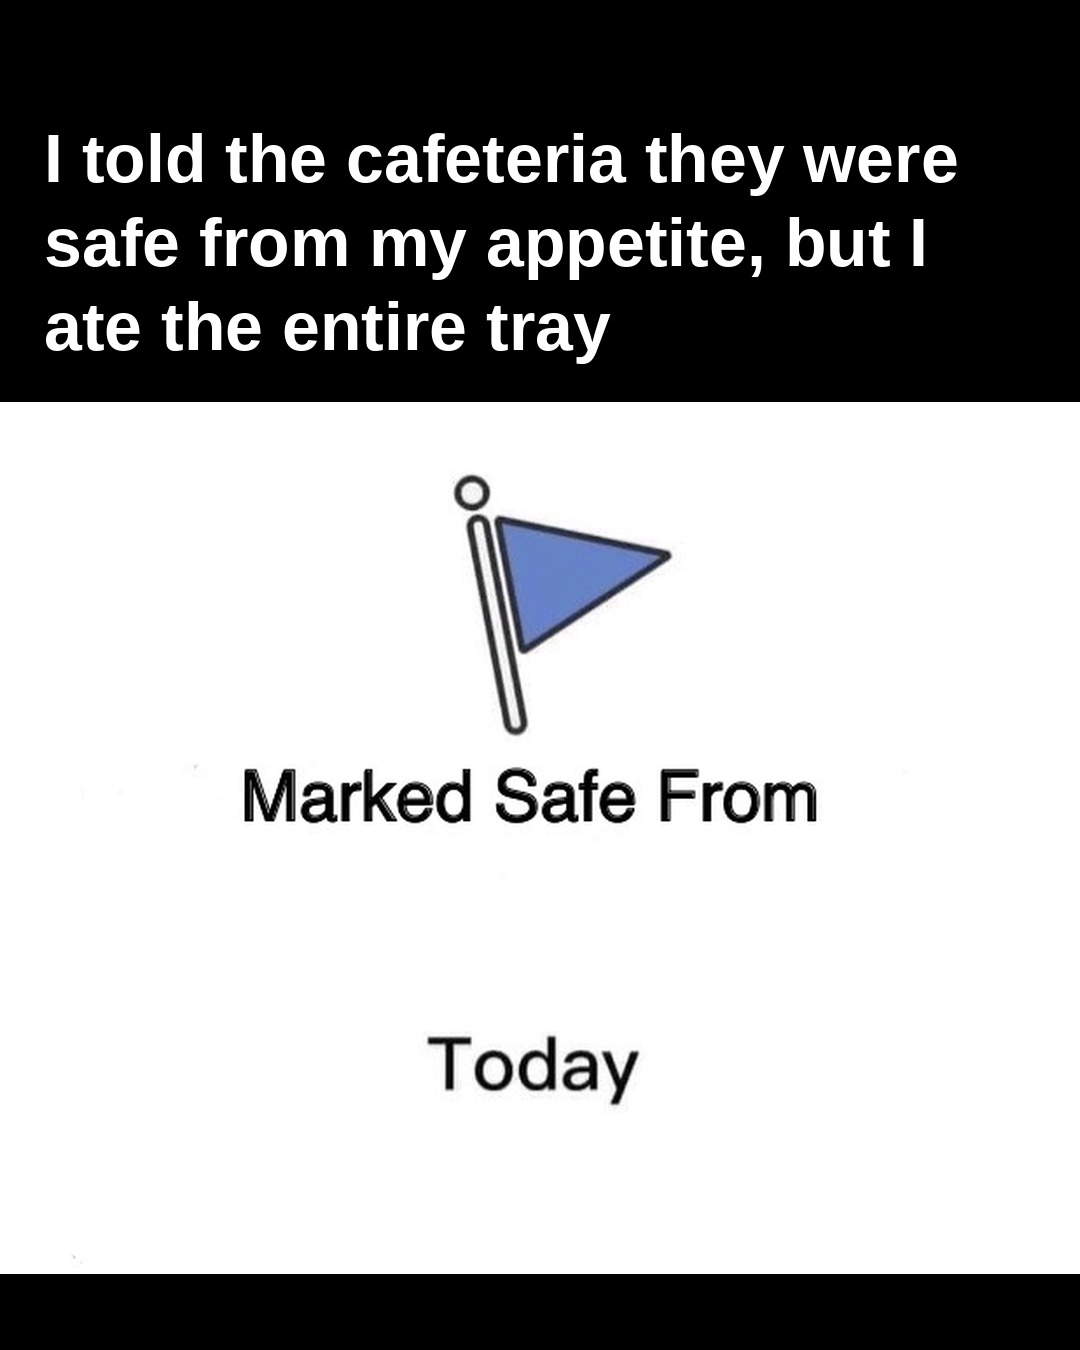 I told the cafeteria they were
safe from my appetite, but I
ate the entire tray
Marked Safe From
Today